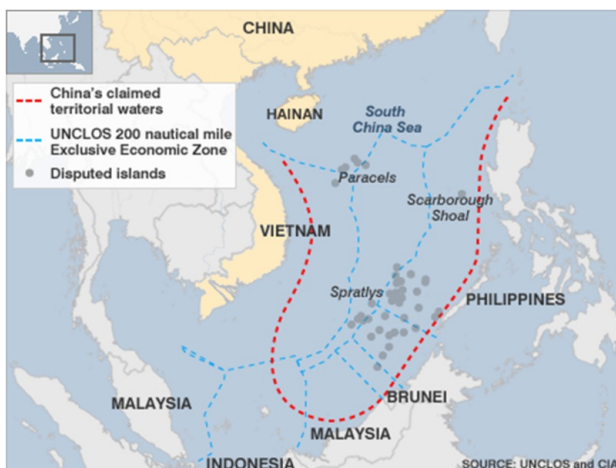 CHINA
China's claimed
territorial waters
UNCLOS 200 nautical mile
Exclusive Economic Zone
Disputed islands
HAINAN
South
China Sea
Paracels
Scarborough
Shoal
VIETNAM
Spratlys
PHILIPPINES
BRUNEI
MALAYSIA
MALAYSIA
INDONESIA
SOURCE: UNCLOS and CIA